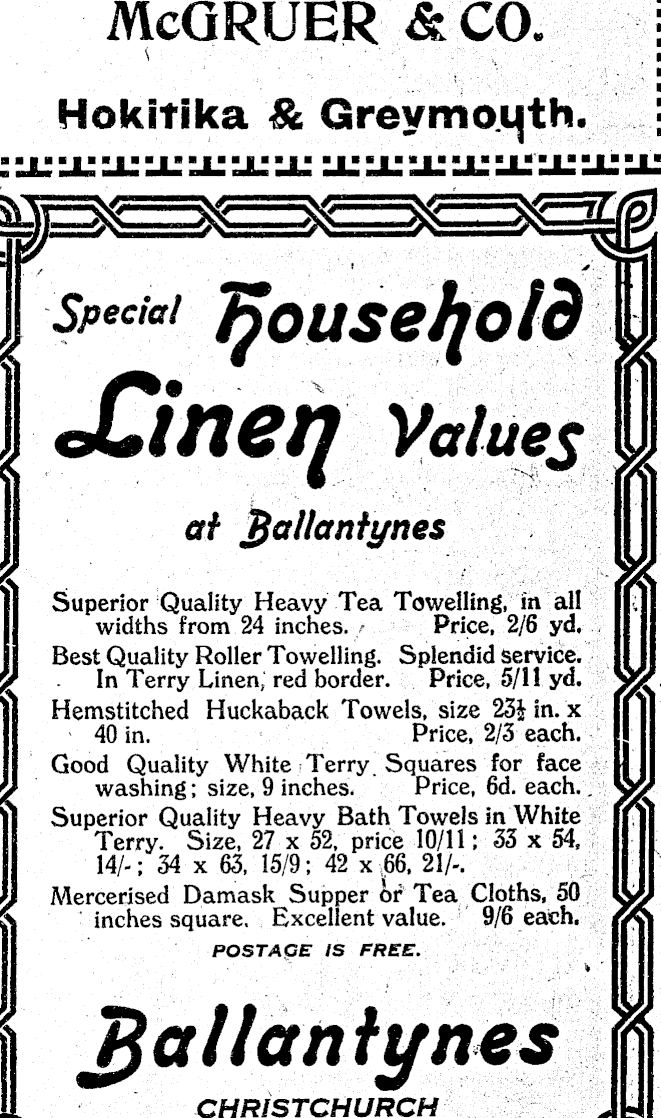 McGRUER & CO.
Hokitika & Greymouth.
Special Household
Linen Values
at Ballantynes
Superior Quality Heavy Tea Towelling, in all
widths from 24 inches. Price, 2/6 yd.
Best Quality Roller Towelling. Splendid service.
In Terry Linen, red border. Price, 5/11 yd.
Hemstitched Huckaback Towels, size 23½ in. x
40 in. Price, 2/3 each.
Good Quality White Terry Squares for face
washing; size, 9 inches. Price, 6d. each.
Superior Quality Heavy Bath Towels in White
Terry. Size, 27 x 52, price 10/11; 33 x 54,
14/-; 34 x 63, 15/9; 42 x 66, 21/-.
Mercerised Damask Supper or Tea Cloths, 50
inches square. Excellent value. 9/6 each.
POSTAGE IS FREE.
Ballantynes
CHRISTCHURCH